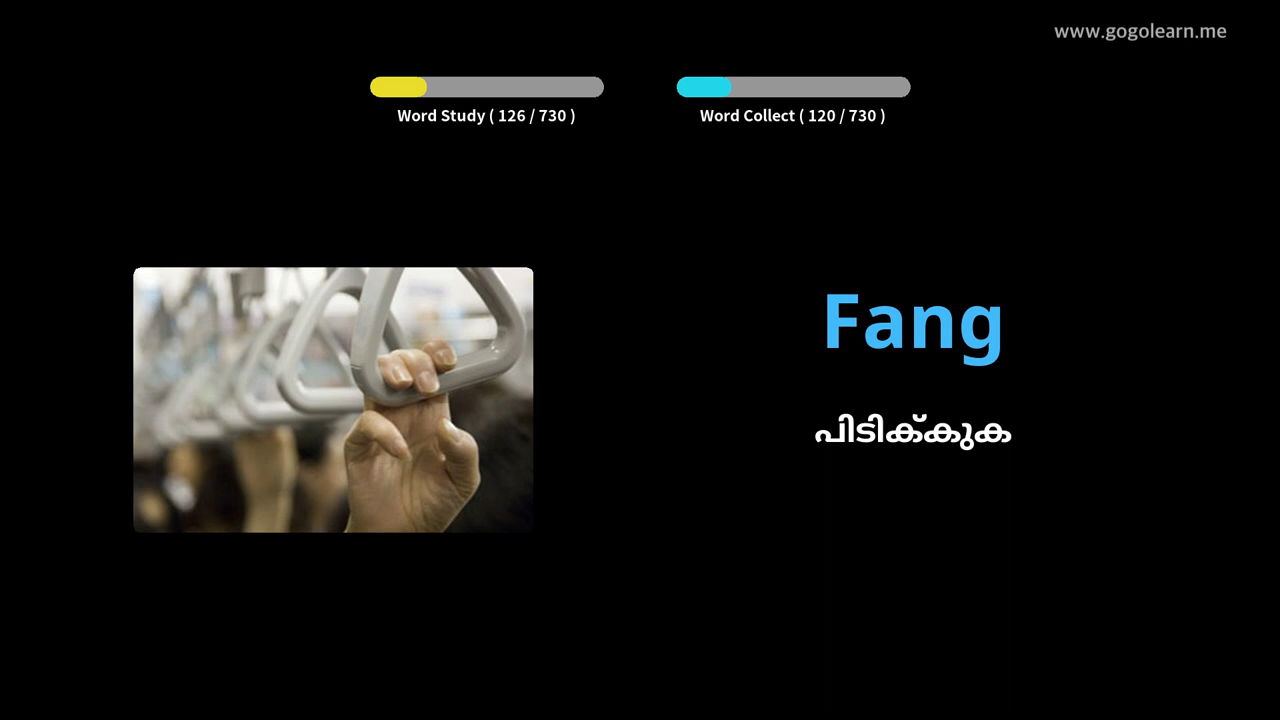 www.gogolearn.me
Word Study ( 126 / 730 )
Word Collect ( 120 / 730 )
Fang
പിടിക്കുക